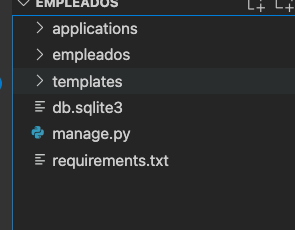 EMPLEADOS
applications
empleados
templates
db.sqlite3
manage.py
requirements.txt